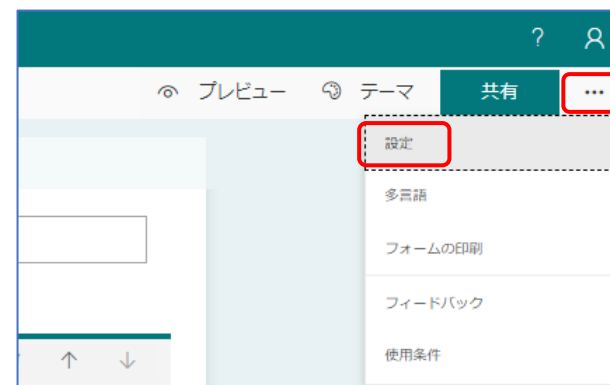 ?
プレビュー テーマ 共有 ...
設定
多言語
フォームの印刷
フィードバック
使用条件